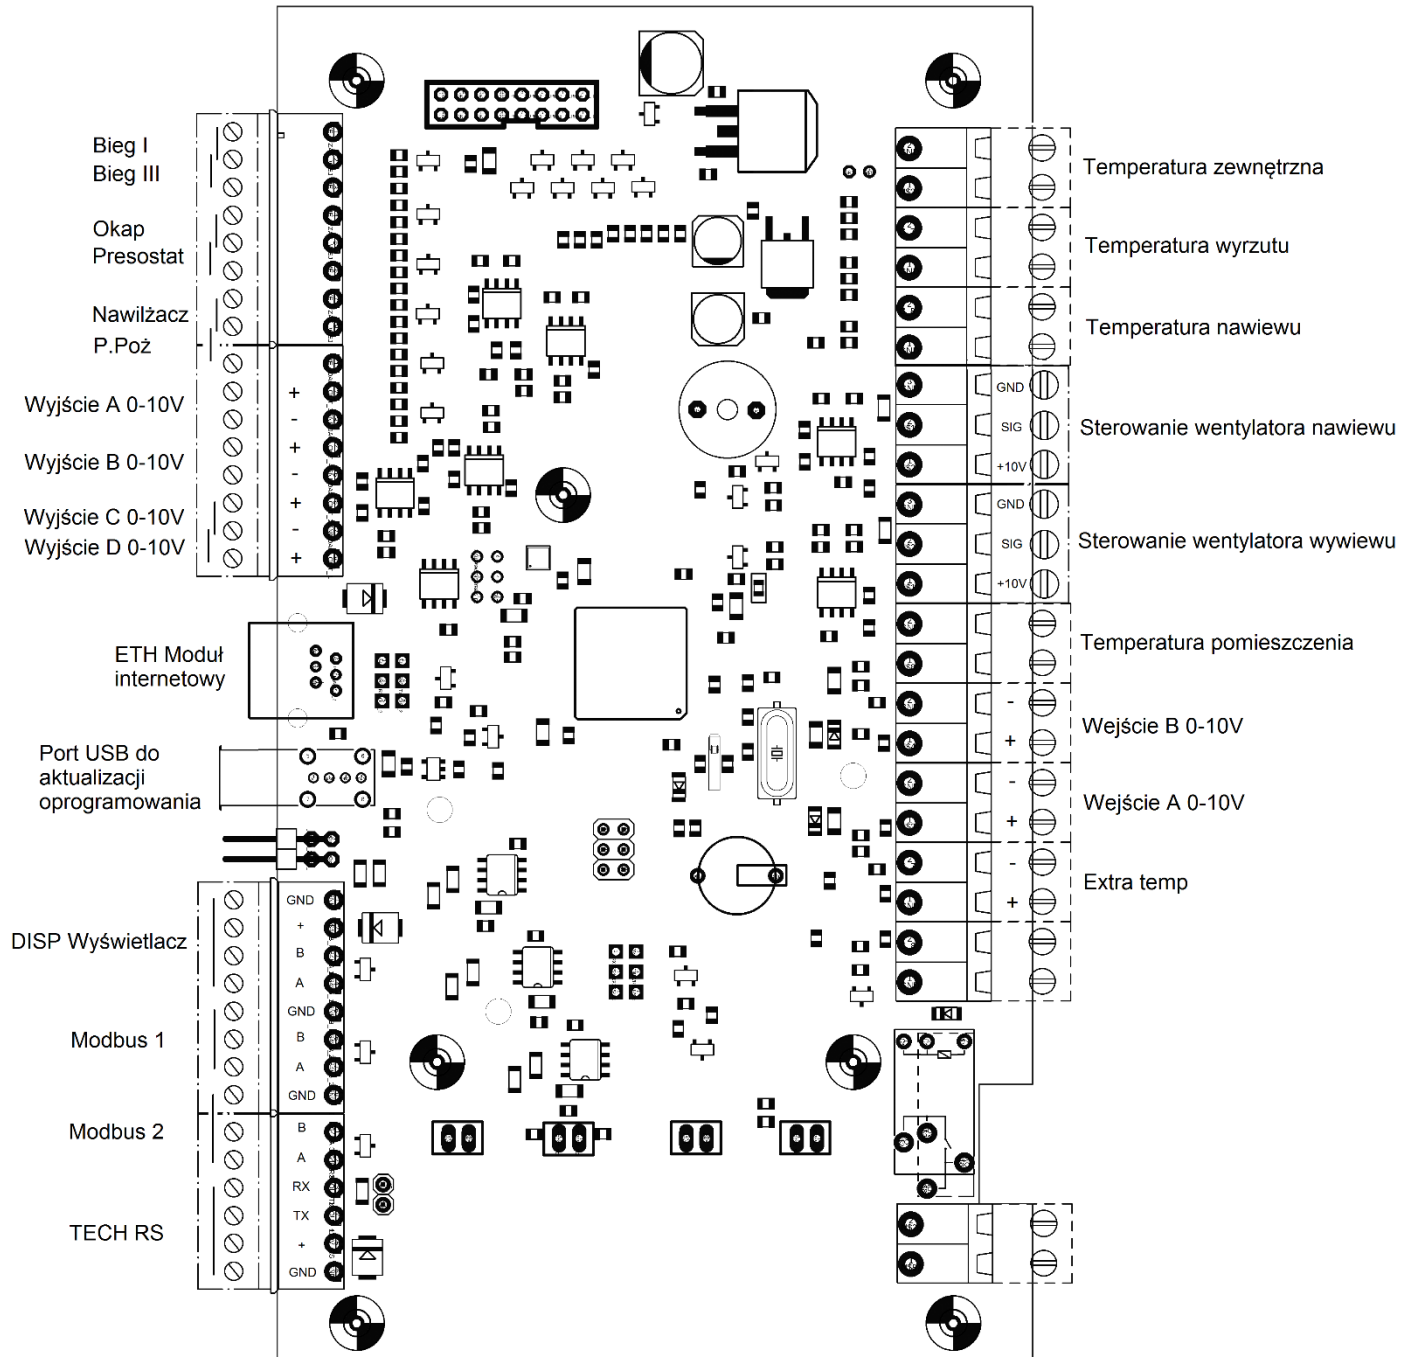 Bieg I
Bieg III
Okap
Presostat
Nawilżacz
P.Poż
Wyjście A 0-10V
+
-
Wyjście B 0-10V
+
-
Wyjście C 0-10V
+
-
Wyjście D 0-10V
+
ETH Moduł
internetowy
Port USB do
aktualizacji
oprogramowania
DISP Wyświetlacz
GND
+
B
A
Modbus 1
GND
B
A
GND
Modbus 2
B
A
TECH RS
RX
TX
+
GND
Temperatura zewnętrzna
Temperatura wyrzutu
Temperatura nawiewu
GND
SIG
+10V
Sterowanie wentylatora nawiewu
GND
SIG
+10V
Sterowanie wentylatora wywiewu
Temperatura pomieszczenia
-
+
Wejście B 0-10V
-
+
Wejście A 0-10V
-
+
Extra temp